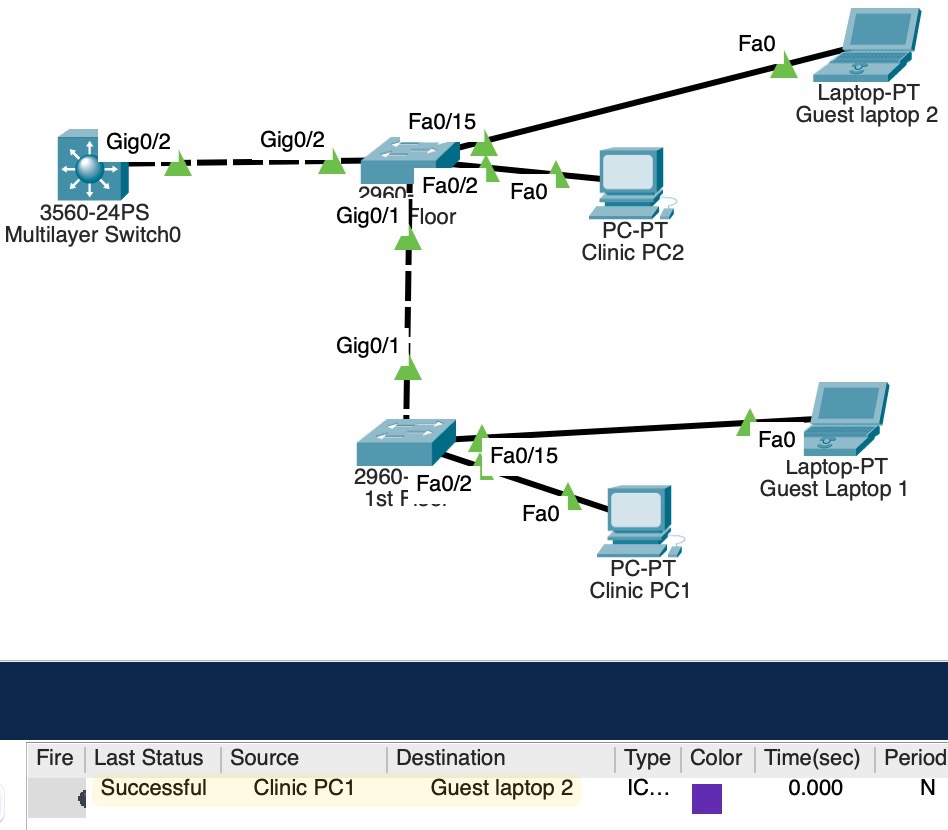 Fa0
Laptop-PT
Guest laptop 2
Fa0/15
Gig0/2
Gig0/2
3560-24PS
Multilayer Switch0
2960-
Fa0/2
Fa0
Gig0/1
Floor
PC-PT
Clinic PC2
Gig0/1
Fa0/15
Fa0
2960-
Fa0/2
1st
Laptop-PT
Guest Laptop 1
Fa0
PC-PT
Clinic PC1
Fire Last Status Source Destination Type Color Time(sec) Period
Successful Clinic PC1 Guest laptop 2 IC... 0.000 N